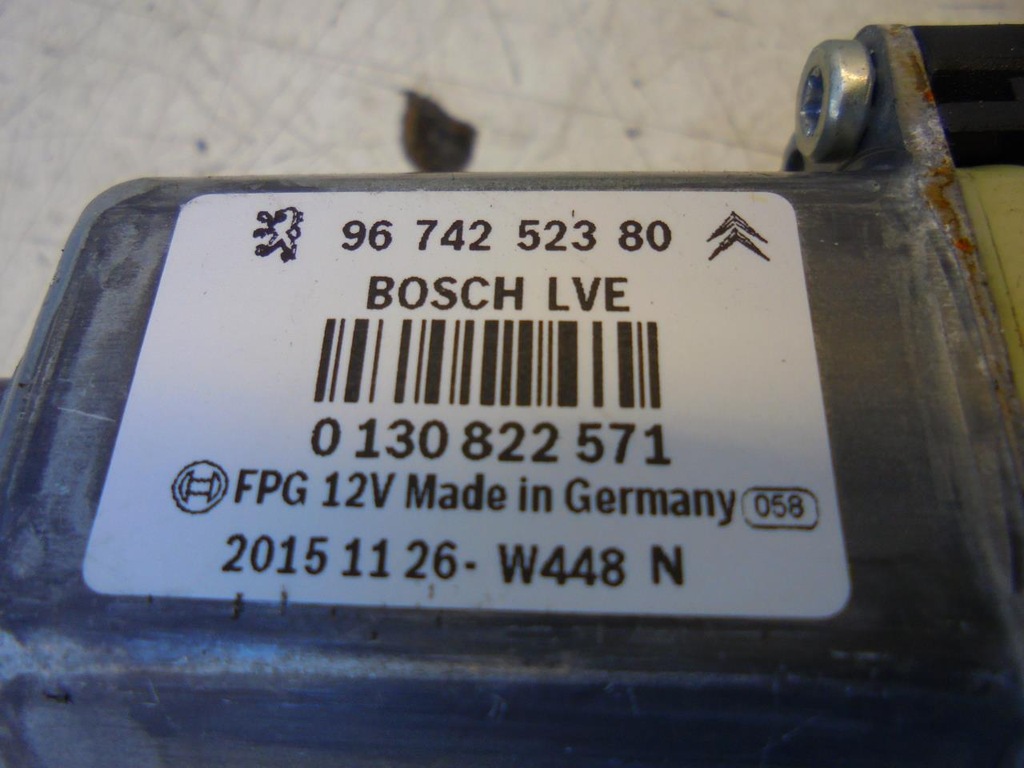 96 742 523 80
BOSCH LVE
0 130 822 571
FPG 12V Made in Germany 058
2015 11 26- W448 N